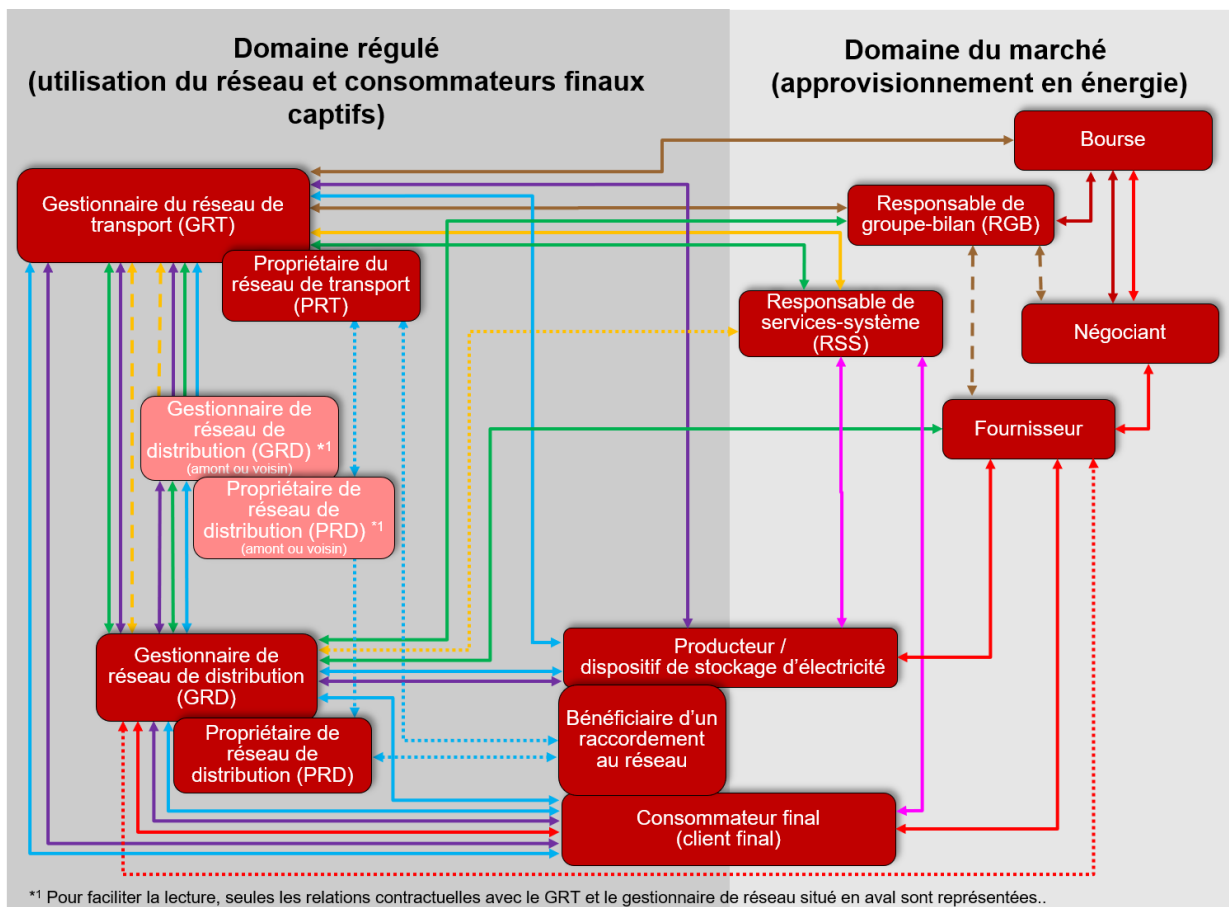 Domaine régulé
(utilisation du réseau et consommateurs finaux
captifs)
Domaine du marché
(approvisionnement en énergie)
Bourse
Gestionnaire du réseau de
transport (GRT)
Responsable de
groupe-bilan (RGB)
Propriétaire du
réseau de transport
(PRT)
Responsable de
services-système
(RSS)
Négociant
Gestionnaire de
réseau de
distribution (GRD) *1
(amont ou voisin)
Fournisseur
Propriétaire de
réseau de
distribution (PRD) *1
(amont ou voisin)
Gestionnaire de
réseau de distribution
(GRD)
Producteur /
dispositif de stockage d'électricité
Propriétaire de
réseau de
distribution (PRD)
Bénéficiaire d'un
raccordement
au réseau
Consommateur final
(client final)
*1 Pour faciliter la lecture, seules les relations contractuelles avec le GRT et le gestionnaire de réseau situé en aval sont représentées..